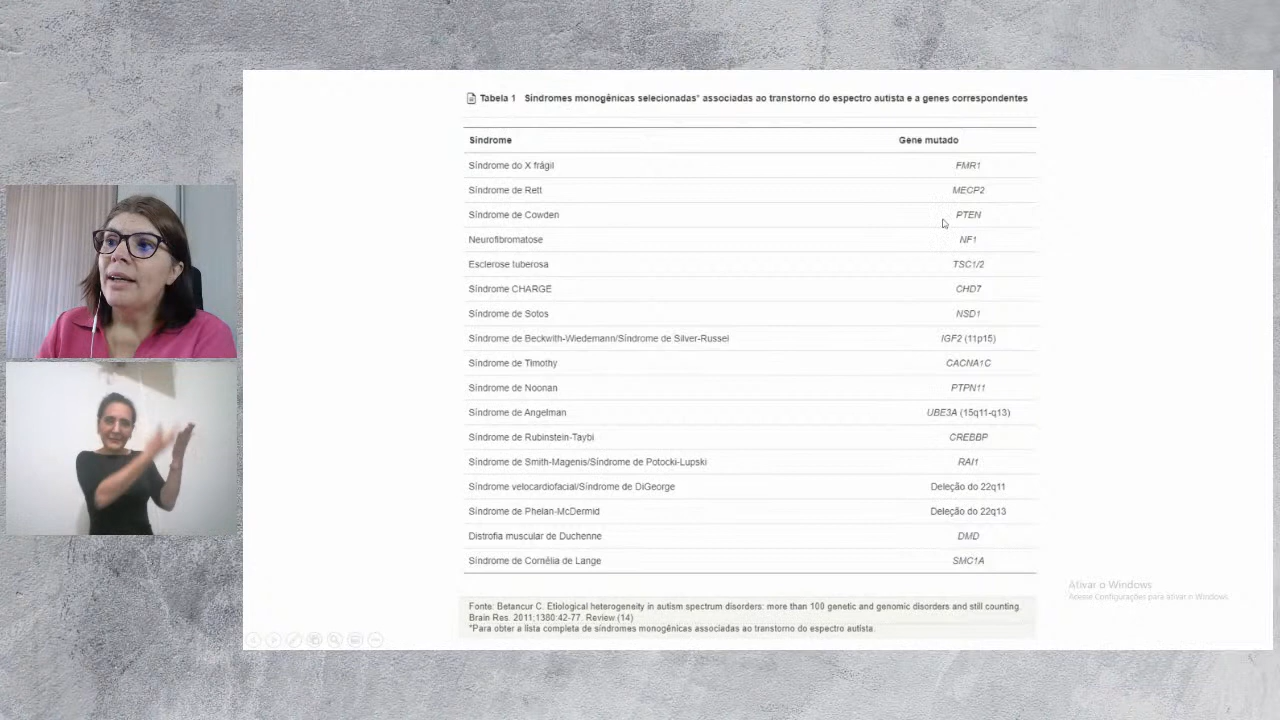 Tabela 1 Síndromes monogênicas selecionadas* associadas ao transtorno do espectro autista e a genes correspondentes
Síndrome Gene mutado
Síndrome do X frágil FMR1
Síndrome de Rett MECP2
Síndrome de Cowden PTEN
Neurofibromatose NF1
Esclerose tuberosa TSC1/2
Síndrome CHARGE CHD7
Síndrome de Sotos NSD1
Síndrome de Beckwith-Wiedemann/Síndrome de Silver-Russel IGF2 (11p15)
Síndrome de Timothy CACNA1C
Síndrome de Noonan PTPN11
Síndrome de Angelman UBE3A (15q11-q13)
Síndrome de Rubinstein-Taybi CREBBP
Síndrome de Smith-Magenis/Síndrome de Potocki-Lupski RAI1
Síndrome velocardiofacial/Síndrome de DiGeorge Deleção do 22q11
Síndrome de Phelan-McDermid Deleção do 22q13
Distrofia muscular de Duchenne DMD
Síndrome de Cornélia de Lange SMC1A
Fonte: Betancur C. Etiological heterogeneity in autism spectrum disorders: more than 100 genetic and genomic disorders and still counting.
Brain Res. 2011;1380:42-77. Review (14)
*Para obter a lista completa de síndromes monogênicas associadas ao transtorno do espectro autista.
Ativar o Windows
Acesse Configurações para ativar o Windows.